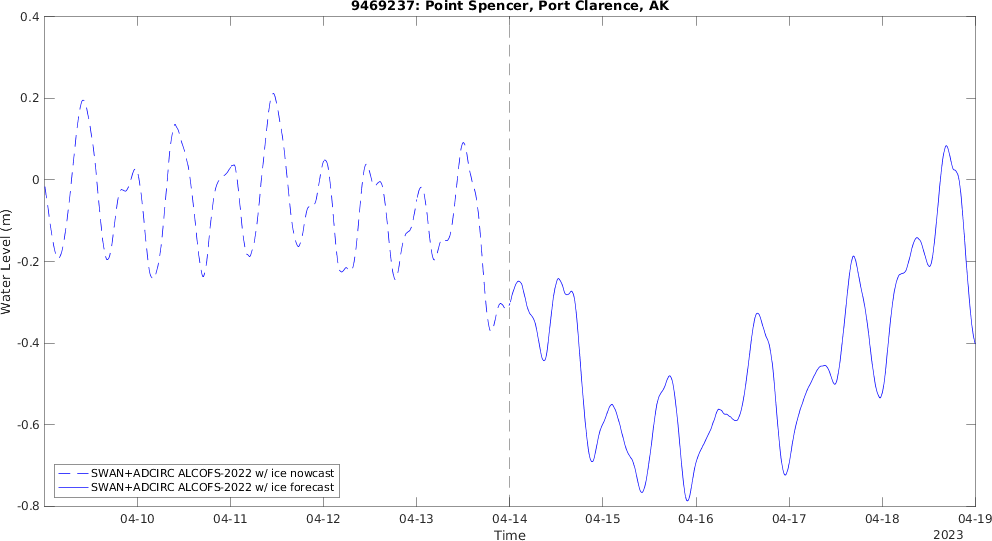 9469237: Point Spencer, Port Clarence, AK
0.4
0.2
0
-0.2
-0.4
-0.6
-0.8
Water Level (m)
SWAN+ADCIRC ALCOFS-2022 w/ ice nowcast
SWAN+ADCIRC ALCOFS-2022 w/ ice forecast
04-10 04-11 04-12 04-13 04-14 04-15 04-16 04-17 04-18 04-19
Time
2023